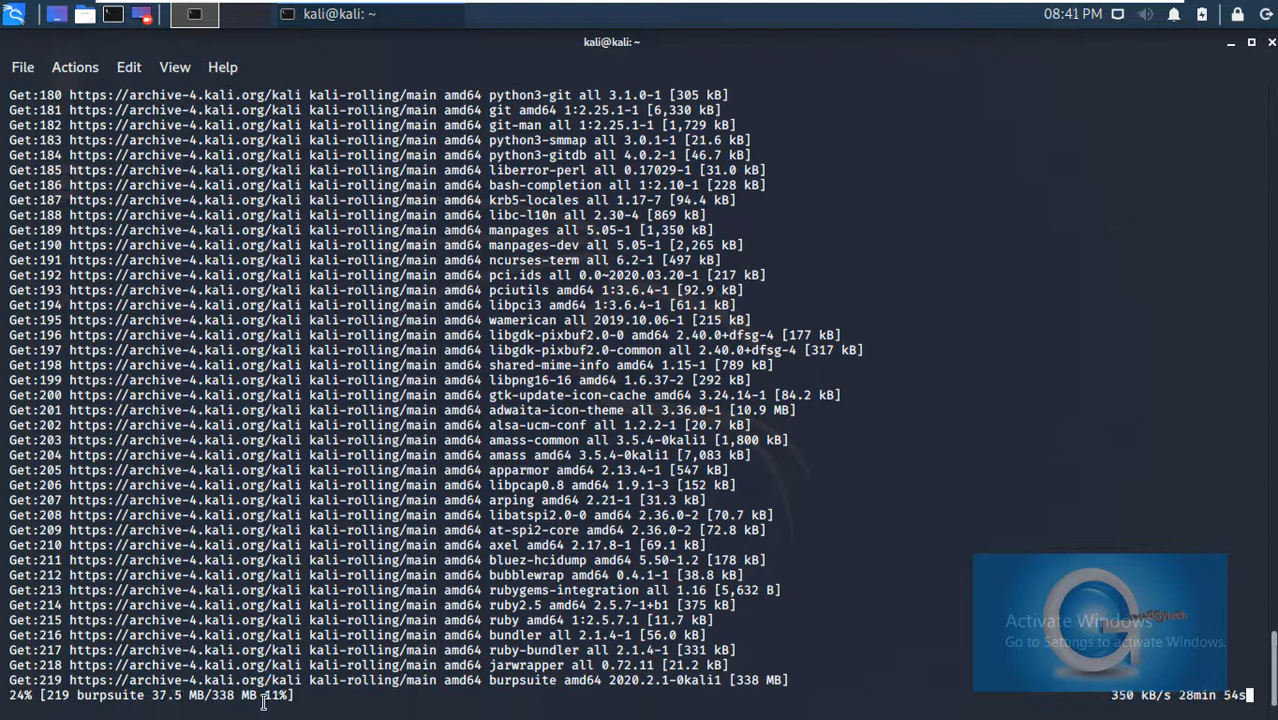 kali@kali: ~
08:41 PM
kali@kali: ~
File Actions Edit View Help
Get:180 https://archive-4.kali.org/kali kali-rolling/main amd64 python3-git all 3.1.0-1 [305 kB]
Get:181 https://archive-4.kali.org/kali kali-rolling/main amd64 git amd64 1:2.25.1-1 [6,330 kB]
Get:182 https://archive-4.kali.org/kali kali-rolling/main amd64 git-man all 1:2.25.1-1 [1,729 kB]
Get:183 https://archive-4.kali.org/kali kali-rolling/main amd64 python3-smmap all 3.0.1-1 [21.6 kB]
Get:184 https://archive-4.kali.org/kali kali-rolling/main amd64 python3-gitdb all 4.0.2-1 [46.7 kB]
Get:185 https://archive-4.kali.org/kali kali-rolling/main amd64 liberror-perl all 0.17029-1 [31.0 kB]
Get:186 https://archive-4.kali.org/kali kali-rolling/main amd64 bash-completion all 1:2.10-1 [228 kB]
Get:187 https://archive-4.kali.org/kali kali-rolling/main amd64 krb5-locales all 1.17-7 [94.4 kB]
Get:188 https://archive-4.kali.org/kali kali-rolling/main amd64 libc-l10n all 2.30-4 [869 kB]
Get:189 https://archive-4.kali.org/kali kali-rolling/main amd64 manpages all 5.05-1 [1,350 kB]
Get:190 https://archive-4.kali.org/kali kali-rolling/main amd64 manpages-dev all 5.05-1 [2,265 kB]
Get:191 https://archive-4.kali.org/kali kali-rolling/main amd64 ncurses-term all 6.2-1 [497 kB]
Get:192 https://archive-4.kali.org/kali kali-rolling/main amd64 pci.ids all 0.0~2020.03.20-1 [217 kB]
Get:193 https://archive-4.kali.org/kali kali-rolling/main amd64 pciutils amd64 1:3.6.4-1 [92.9 kB]
Get:194 https://archive-4.kali.org/kali kali-rolling/main amd64 libpci3 amd64 1:3.6.4-1 [61.1 kB]
Get:195 https://archive-4.kali.org/kali kali-rolling/main amd64 wamerican all 2019.10.06-1 [215 kB]
Get:196 https://archive-4.kali.org/kali kali-rolling/main amd64 libgdk-pixbuf2.0-0 amd64 2.40.0+dfsg-4 [177 kB]
Get:197 https://archive-4.kali.org/kali kali-rolling/main amd64 libgdk-pixbuf2.0-common all 2.40.0+dfsg-4 [317 kB]
Get:198 https://archive-4.kali.org/kali kali-rolling/main amd64 shared-mime-info amd64 1.15-1 [789 kB]
Get:199 https://archive-4.kali.org/kali kali-rolling/main amd64 libpng16-16 amd64 1.6.37-2 [292 kB]
Get:200 https://archive-4.kali.org/kali kali-rolling/main amd64 gtk-update-icon-cache amd64 3.24.14-1 [84.2 kB]
Get:201 https://archive-4.kali.org/kali kali-rolling/main amd64 adwaita-icon-theme all 3.36.0-1 [10.9 MB]
Get:202 https://archive-4.kali.org/kali kali-rolling/main amd64 alsa-ucm-conf all 1.2.2-1 [20.7 kB]
Get:203 https://archive-4.kali.org/kali kali-rolling/main amd64 amass-common all 3.5.4-0kali1 [1,800 kB]
Get:204 https://archive-4.kali.org/kali kali-rolling/main amd64 amass amd64 3.5.4-0kali1 [7,083 kB]
Get:205 https://archive-4.kali.org/kali kali-rolling/main amd64 apparmor amd64 2.13.4-1 [547 kB]
Get:206 https://archive-4.kali.org/kali kali-rolling/main amd64 libpcap0.8 amd64 1.9.1-3 [152 kB]
Get:207 https://archive-4.kali.org/kali kali-rolling/main amd64 arping amd64 2.21-1 [31.3 kB]
Get:208 https://archive-4.kali.org/kali kali-rolling/main amd64 libatspi2.0-0 amd64 2.36.0-2 [70.7 kB]
Get:209 https://archive-4.kali.org/kali kali-rolling/main amd64 at-spi2-core amd64 2.36.0-2 [72.8 kB]
Get:210 https://archive-4.kali.org/kali kali-rolling/main amd64 axel amd64 2.17.8-1 [69.1 kB]
Get:211 https://archive-4.kali.org/kali kali-rolling/main amd64 bluez-hcidump amd64 5.50-1.2 [178 kB]
Get:212 https://archive-4.kali.org/kali kali-rolling/main amd64 bubblewrap amd64 0.4.1-1 [38.8 kB]
Get:213 https://archive-4.kali.org/kali kali-rolling/main amd64 rubygems-integration all 1.16 [5,632 B]
Get:214 https://archive-4.kali.org/kali kali-rolling/main amd64 ruby2.5 amd64 2.5.7-1+b1 [375 kB]
Get:215 https://archive-4.kali.org/kali kali-rolling/main amd64 ruby all 1:2.5.7.1 [11.7 kB]
Get:216 https://archive-4.kali.org/kali kali-rolling/main amd64 bundler all 2.1.4-1 [56.0 kB]
Get:217 https://archive-4.kali.org/kali kali-rolling/main amd64 ruby-bundler all 2.1.4-1 [331 kB]
Get:218 https://archive-4.kali.org/kali kali-rolling/main amd64 jarwrapper all 0.72.11 [21.2 kB]
Get:219 https://archive-4.kali.org/kali kali-rolling/main amd64 burpsuite amd64 2020.2.1-0kali1 [338 MB]
24% [219 burpsuite 37.5 MB/338 MB 11%] 350 kB/s 28min 54s
Activate Windows
Go to Settings to activate Windows.